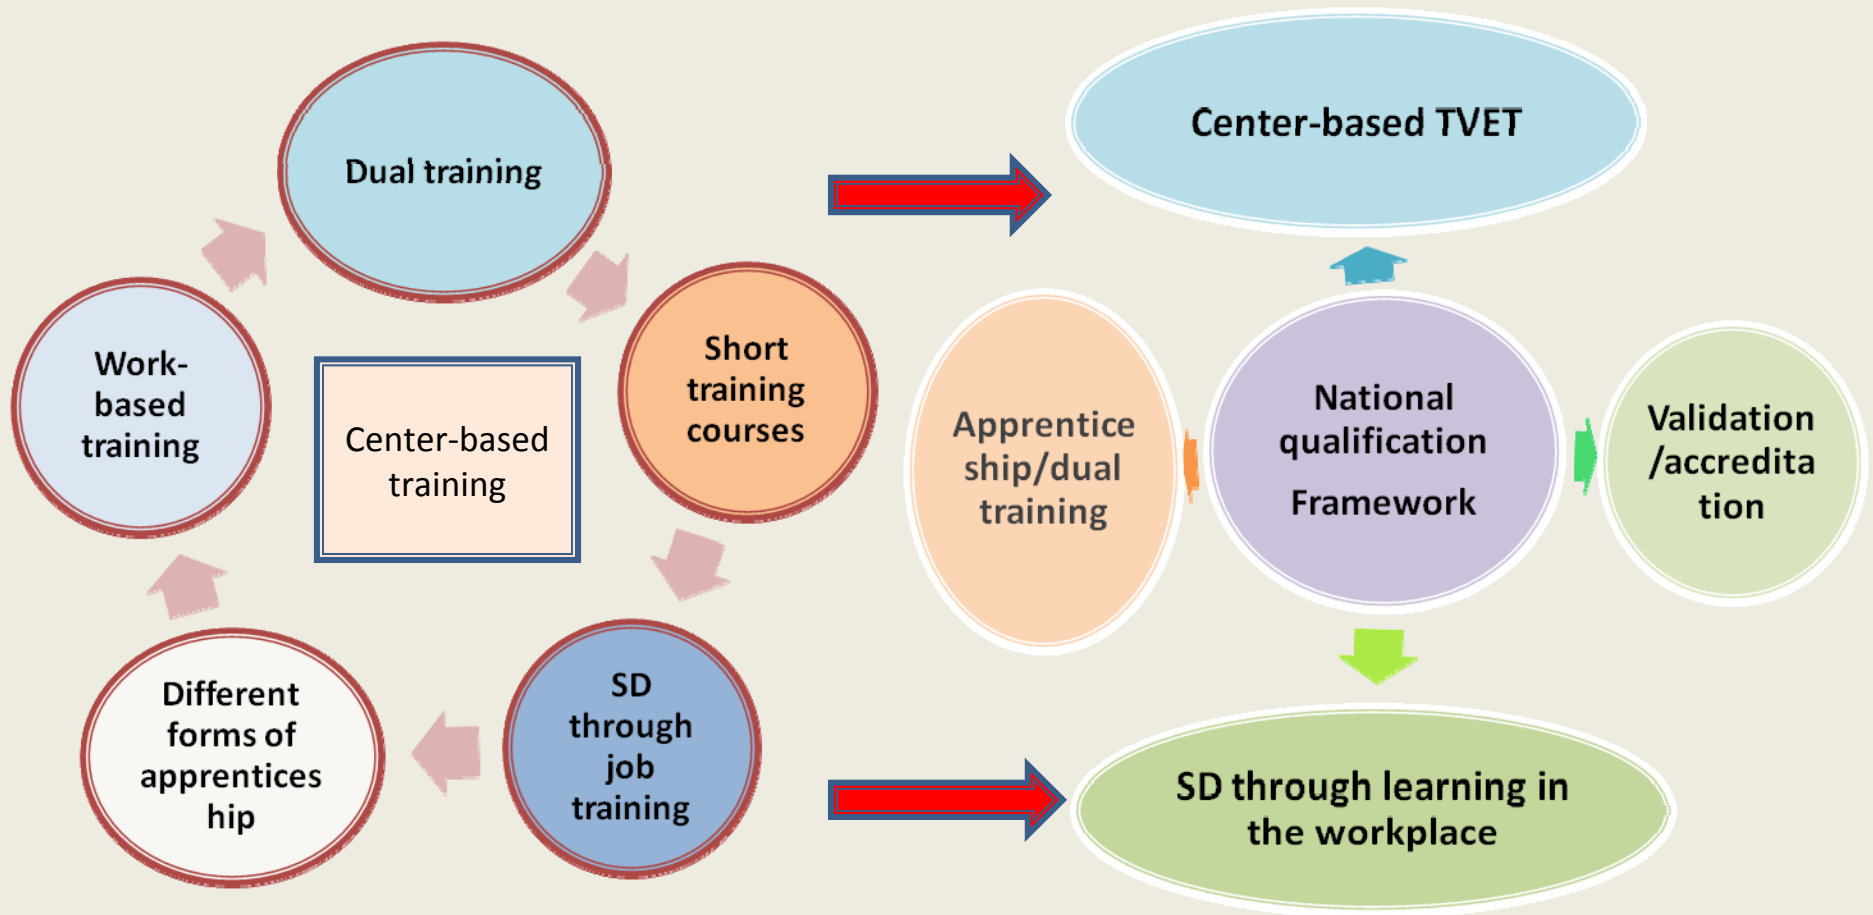 Dual training
Work-
based
training
Center-based
training
Short
training
courses
Different
forms of
apprentices
hip
SD
through
job
training
Center-based TVET
Apprentice
ship/dual
training
National
qualification
Framework
Validation
/accredita
tion
SD through learning in
the workplace